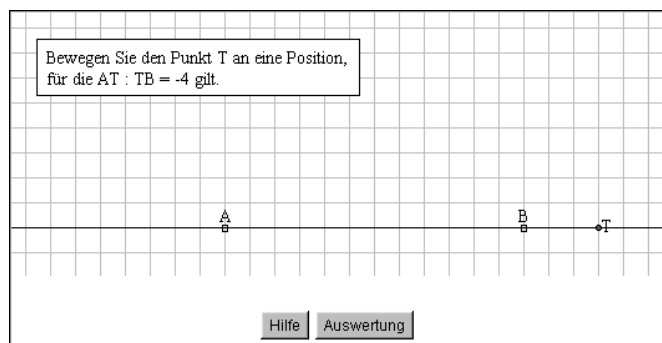 Bewegen Sie den Punkt T an eine Position,
für die AT : TB = -4 gilt.
A B T
Hilfe Auswertung